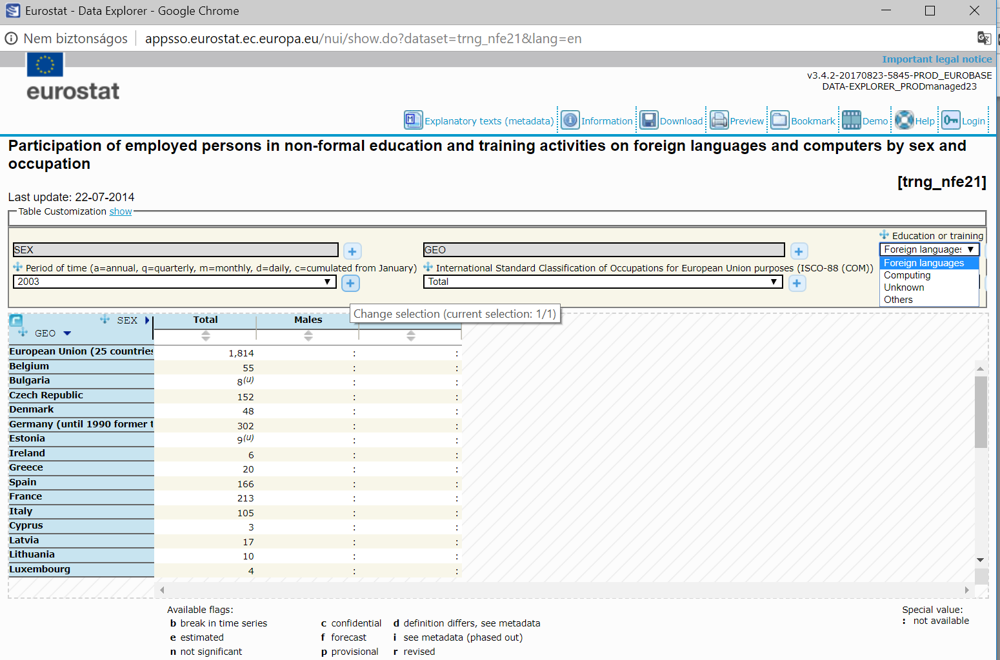 Eurostat - Data Explorer - Google Chrome
Nem biztonságos appsso.eurostat.ec.europa.eu/nui/show.do?dataset=trng_nfe21&lang=en
Important legal notice
eurostat
v3.4.2-20170823-5845-PROD_EUROBASE
DATA-EXPLORER_PRODmanaged23
Explanatory texts (metadata) Information Download Preview Bookmark Demo Help Login
Participation of employed persons in non-formal education and training activities on foreign languages and computers by sex and
occupation
[trng_nfe21]
Last update: 22-07-2014
Table Customization show
Education or training
SEX GEO Foreign languages
Period of time (a=annual, q=quarterly, m=monthly, d=daily, c=cumulated from January) International Standard Classification of Occupations for European Union purposes (ISCO-88 (COM))
2003 Total
Foreign languages
Computing
Unknown
Others
Change selection (current selection: 1/1)
SEX Total Males
GEO
European Union (25 countries 1,814 : :
Belgium 55 : :
Bulgaria 8(u) : :
Czech Republic 152 : :
Denmark 48 : :
Germany (until 1990 former t 302 : :
Estonia 9(u) : :
Ireland 6 : :
Greece 20 : :
Spain 166 : :
France 213 : :
Italy 105 : :
Cyprus 3 : :
Latvia 17 : :
Lithuania 10 : :
Luxembourg 4 : :
Available flags: Special value:
b break in time series c confidential d definition differs, see metadata : not available
e estimated f forecast i see metadata (phased out)
n not significant p provisional r revised